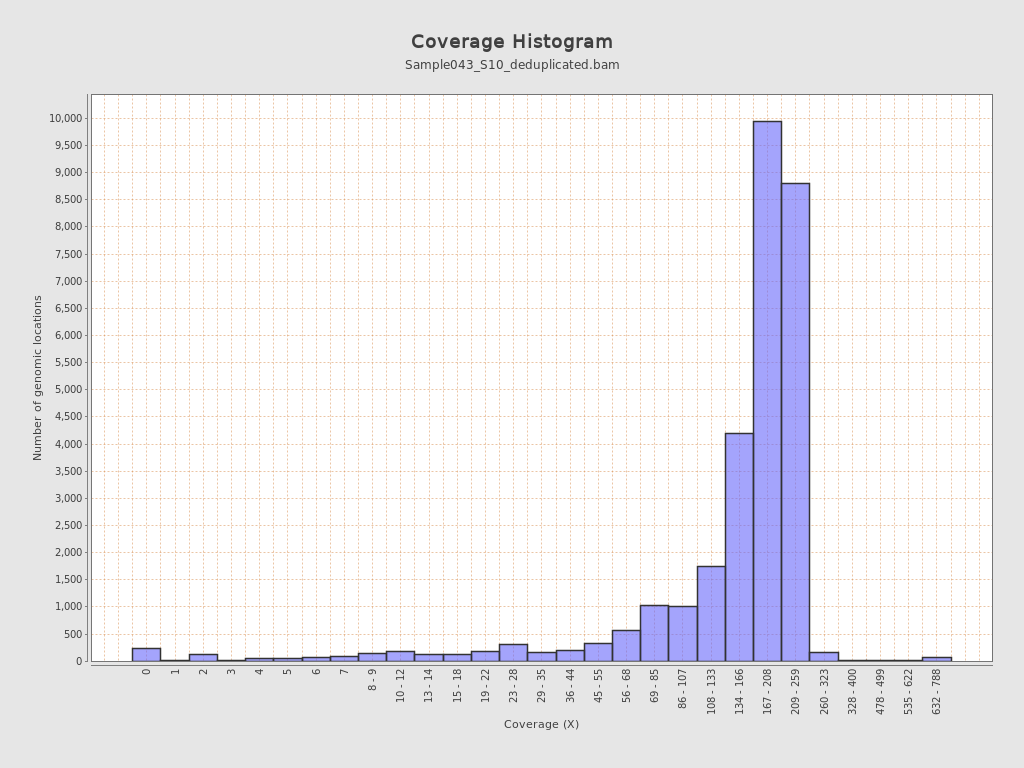 Coverage Histogram
Sample043_S10_deduplicated.bam
Number of genomic locations
10,000
9,500
9,000
8,500
8,000
7,500
7,000
6,500
6,000
5,500
5,000
4,500
4,000
3,500
3,000
2,500
2,000
1,500
1,000
500
0
0
1
2
3
4
5
6
7
8 - 9
10 - 12
13 - 14
15 - 18
19 - 22
23 - 28
29 - 35
36 - 44
45 - 55
56 - 68
69 - 85
86 - 107
108 - 133
134 - 166
167 - 208
209 - 259
260 - 323
328 - 400
478 - 499
535 - 622
632 - 788
Coverage (X)